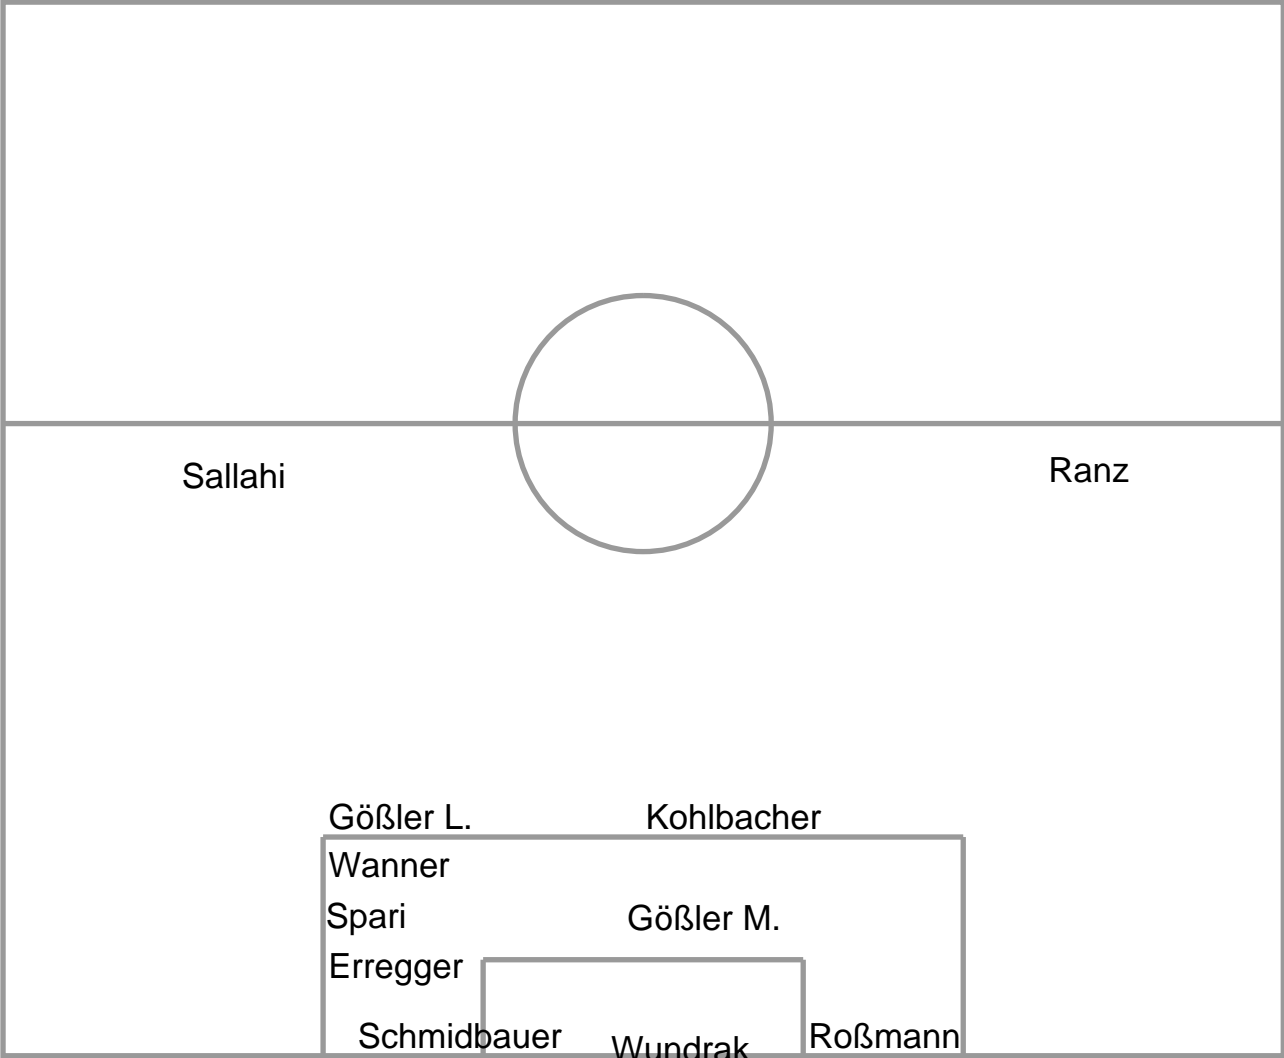 Sallahi
Ranz
Gößler L.
Kohlbacher
Wanner
Spari
Gößler M.
Erregger
Schmidbauer
Wundrak
Roßmann